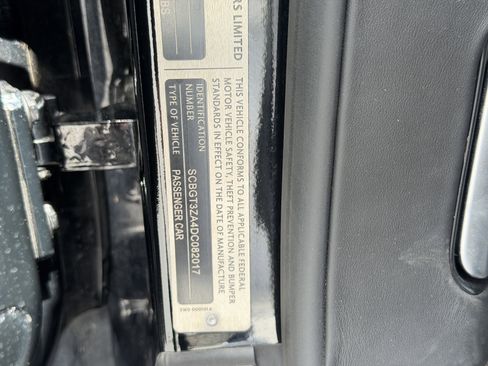 RS LIMITED
BS
THIS VEHICLE CONFORMS TO ALL APPLICABLE FEDERAL
MOTOR VEHICLE SAFETY, THEFT PREVENTION AND BUMPER
STANDARDS IN EFFECT ON THE DATE OF MANUFACTURE
IDENTIFICATION
NUMBER SCBGT3ZA4DC082017
TYPE OF VEHICLE PASSENGER CAR